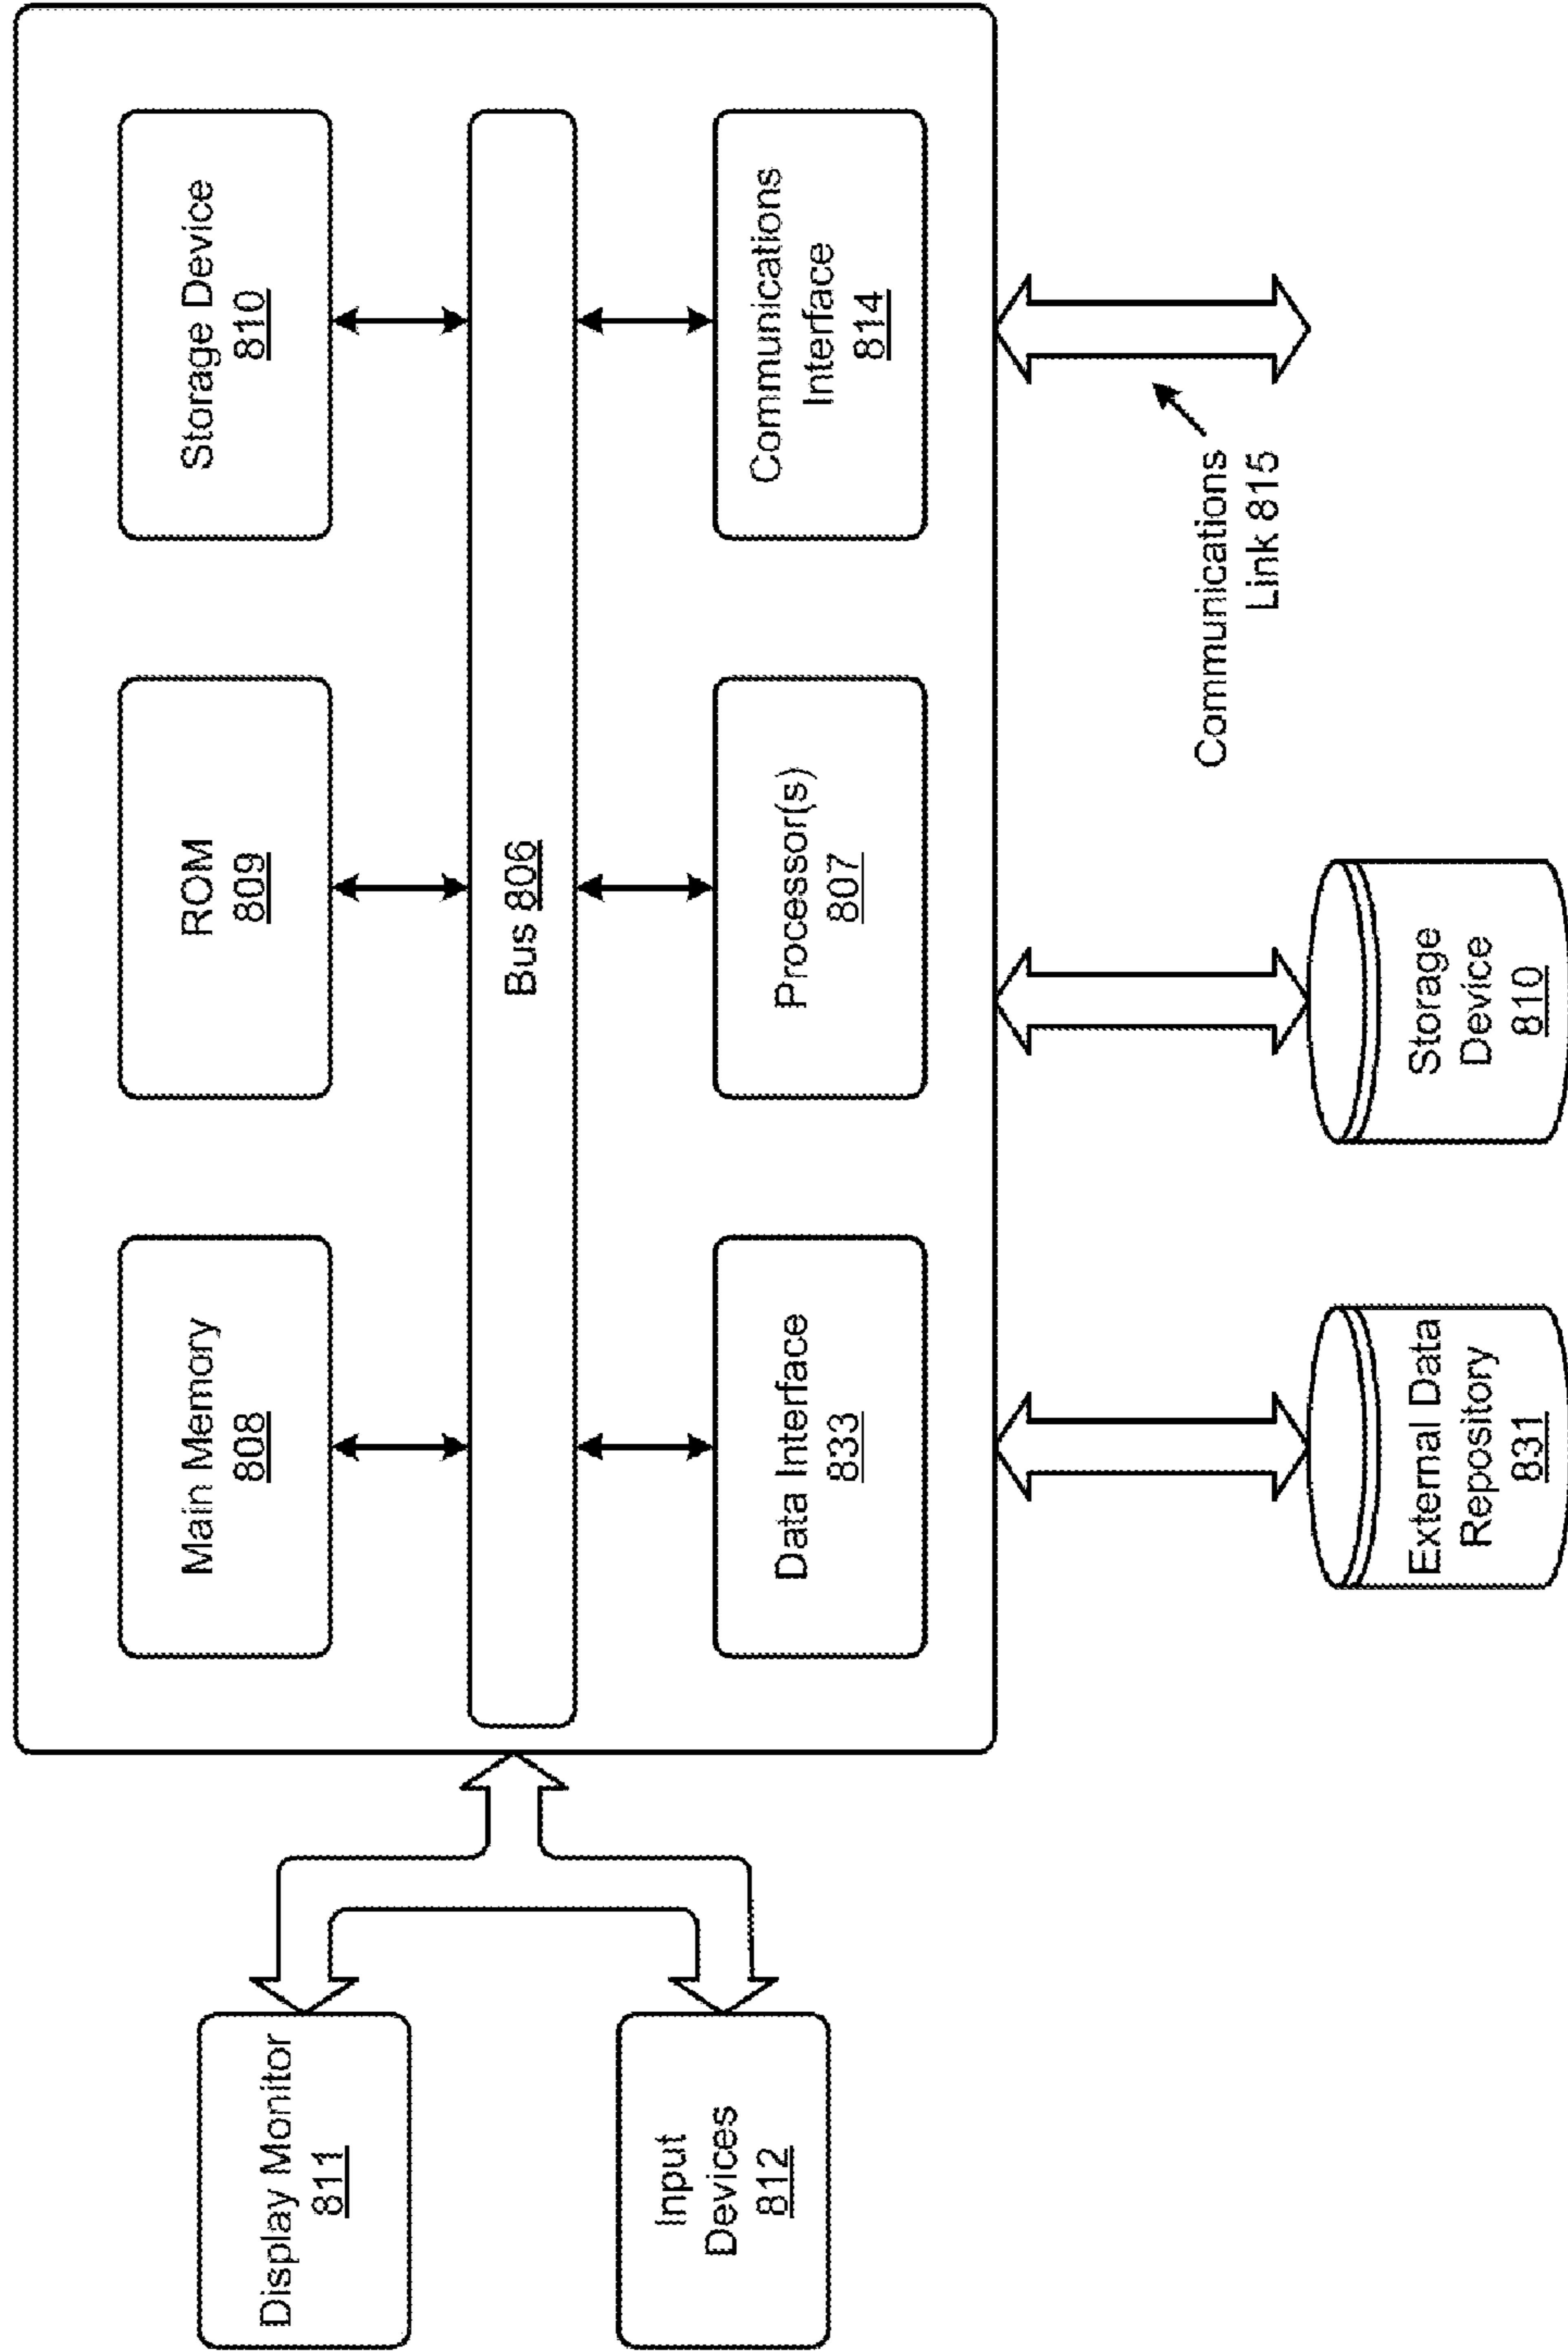 Display Monitor
811
Input
Devices
812
Main Memory
808
ROM
809
Storage Device
810
Bus 806
Data Interface
833
Processor(s)
807
Communications
Interface
814
External Data
Repository
831
Storage
Device
810
Communications
Link 815